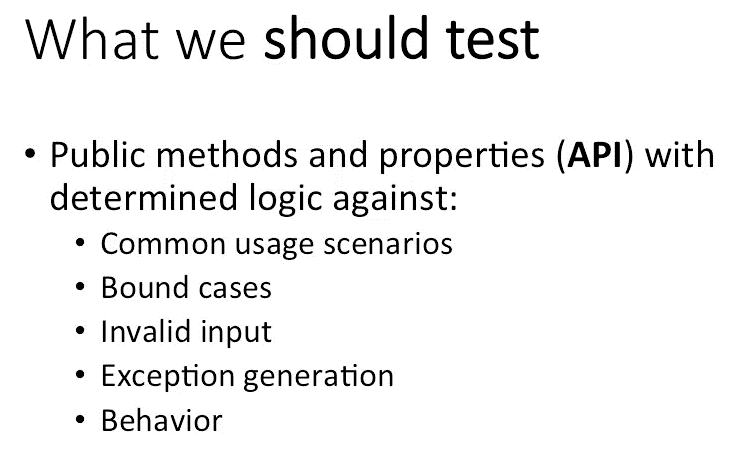 What we should test
• Public methods and properties (API) with
determined logic against:
• Common usage scenarios
• Bound cases
• Invalid input
• Exception generation
• Behavior